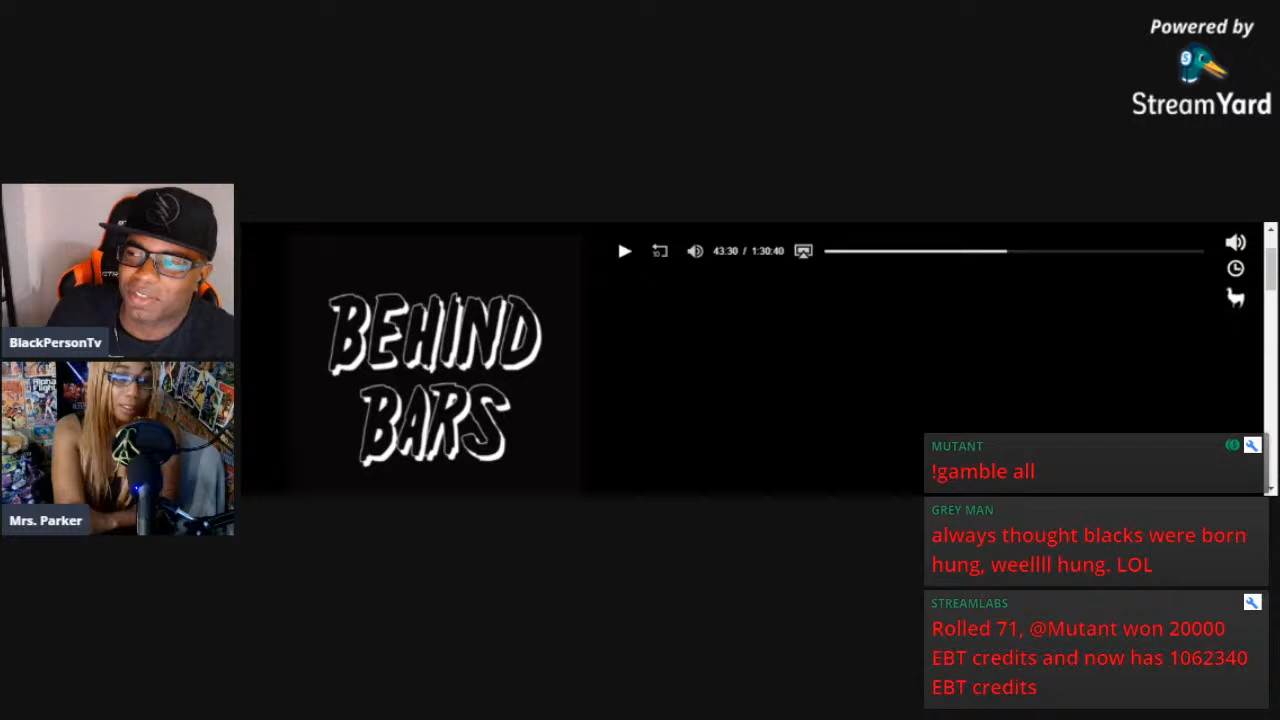 Powered by
StreamYard
BlackPersonTv
Mrs. Parker
BEHIND
BARS
10
43:30 / 1:30:40
MUTANT
!gamble all
GREY MAN
always thought blacks were born
hung, weellll hung. LOL
STREAMLABS
Rolled 71, @Mutant won 20000
EBT credits and now has 1062340
EBT credits